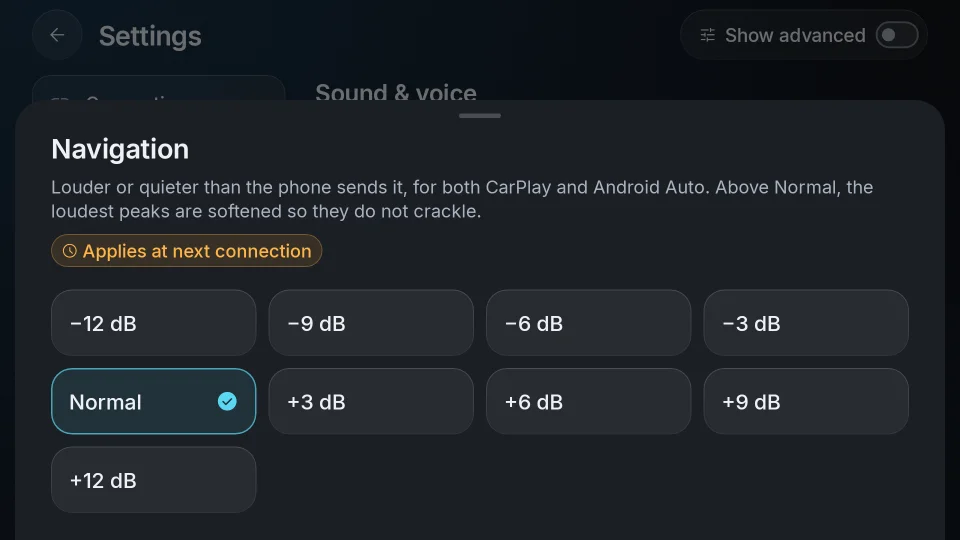 Settings
Show advanced
Sound & voice
Navigation
Louder or quieter than the phone sends it, for both CarPlay and Android Auto. Above Normal, the
loudest peaks are softened so they do not crackle.
Applies at next connection
−12 dB
−9 dB
−6 dB
−3 dB
Normal
+3 dB
+6 dB
+9 dB
+12 dB